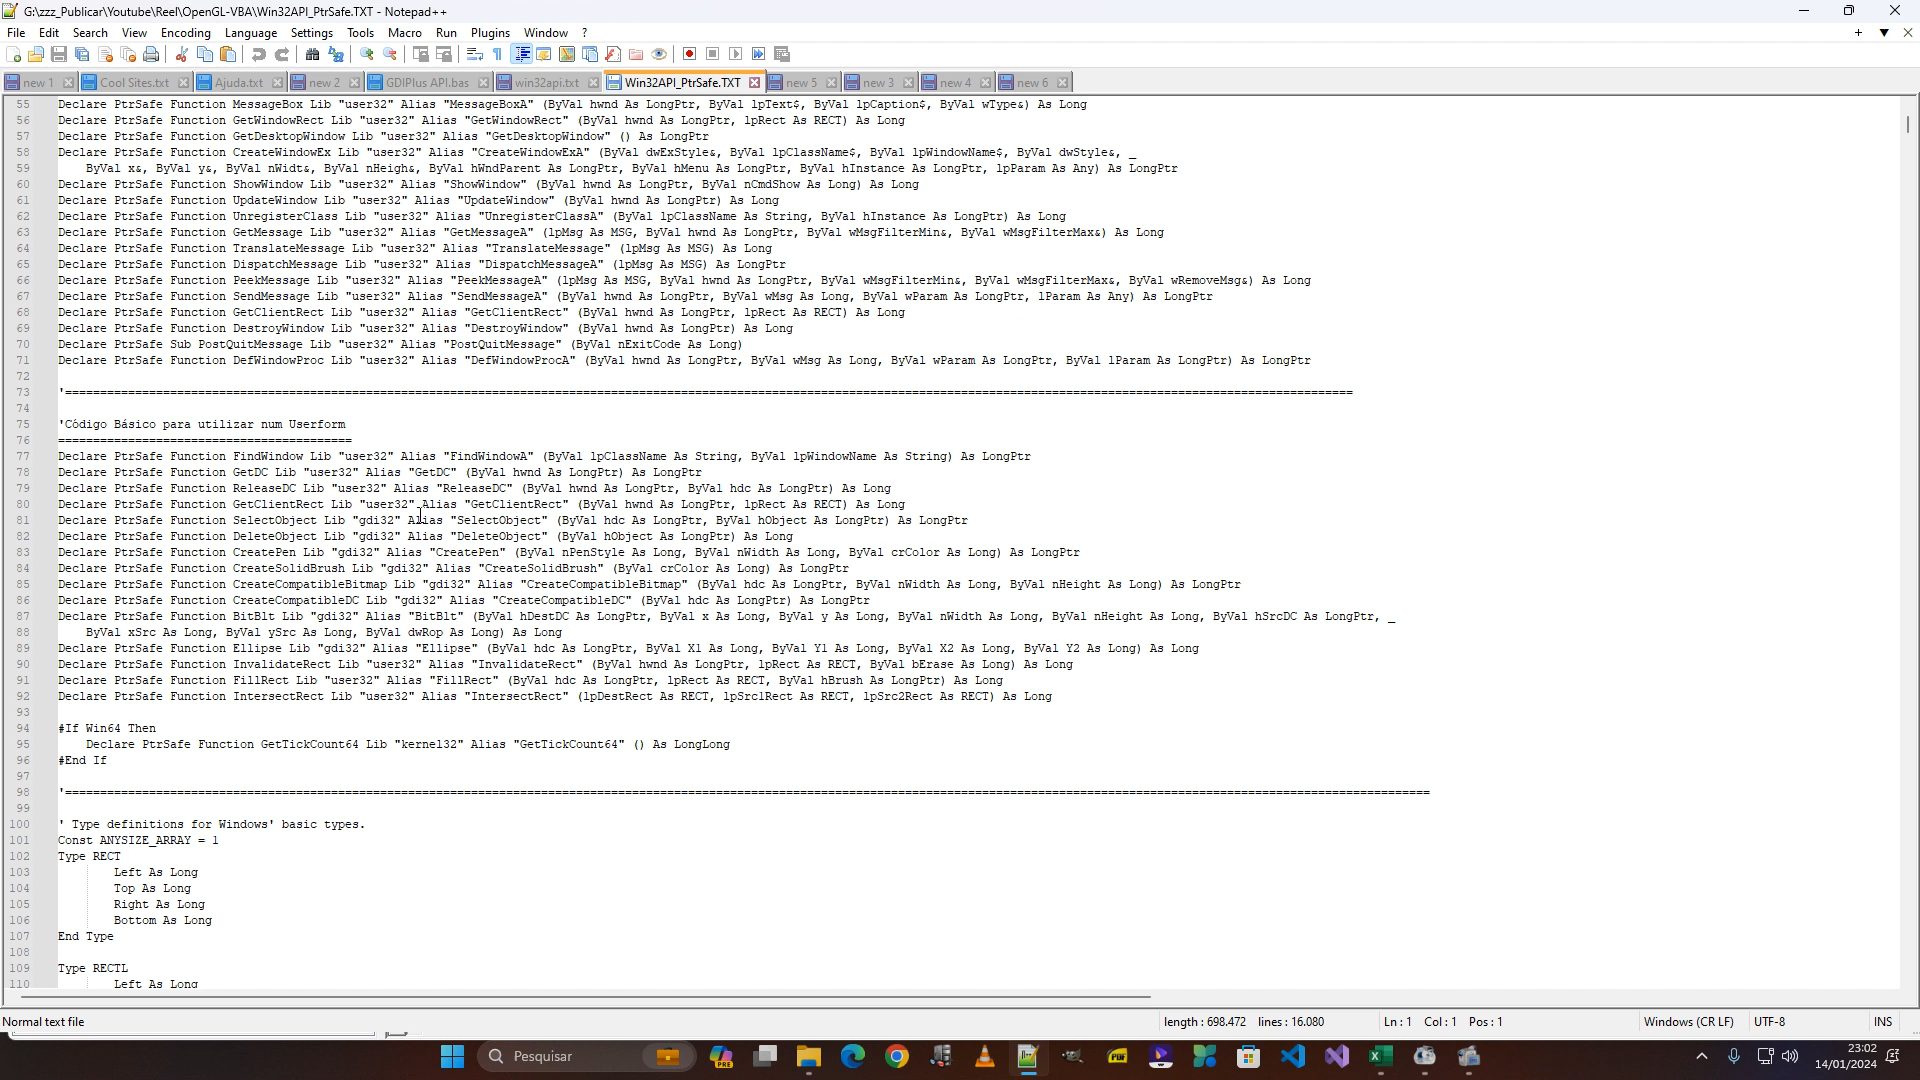 G:\zzz_Publicar\Youtube\Reel\OpenGL-VBA\Win32API_PtrSafe.TXT - Notepad++
File Edit Search View Encoding Language Settings Tools Macro Run Plugins Window ?
new 1 Cool Sites.txt Ajuda.txt new 2 GDIPlus API.bas win32api.txt Win32API_PtrSafe.TXT new 5 new 3 new 4 new 6
55 Declare PtrSafe Function MessageBox Lib "user32" Alias "MessageBoxA" (ByVal hwnd As LongPtr, ByVal lpText$, ByVal lpCaption$, ByVal wType&) As Long
56 Declare PtrSafe Function GetWindowRect Lib "user32" Alias "GetWindowRect" (ByVal hwnd As LongPtr, lpRect As RECT) As Long
57 Declare PtrSafe Function GetDesktopWindow Lib "user32" Alias "GetDesktopWindow" () As LongPtr
58 Declare PtrSafe Function CreateWindowEx Lib "user32" Alias "CreateWindowExA" (ByVal dwExStyle&, ByVal lpClassName$, ByVal lpWindowName$, ByVal dwStyle&, _
59 ByVal x&, ByVal y&, ByVal nWidt&, ByVal nHeigh&, ByVal hWndParent As LongPtr, ByVal hMenu As LongPtr, ByVal hInstance As LongPtr, lpParam As Any) As LongPtr
60 Declare PtrSafe Function ShowWindow Lib "user32" Alias "ShowWindow" (ByVal hwnd As LongPtr, ByVal nCmdShow As Long) As Long
61 Declare PtrSafe Function UpdateWindow Lib "user32" Alias "UpdateWindow" (ByVal hwnd As LongPtr) As Long
62 Declare PtrSafe Function UnregisterClass Lib "user32" Alias "UnregisterClassA" (ByVal lpClassName As String, ByVal hInstance As LongPtr) As Long
63 Declare PtrSafe Function GetMessage Lib "user32" Alias "GetMessageA" (lpMsg As MSG, ByVal hwnd As LongPtr, ByVal wMsgFilterMin&, ByVal wMsgFilterMax&) As Long
64 Declare PtrSafe Function TranslateMessage Lib "user32" Alias "TranslateMessage" (lpMsg As MSG) As Long
65 Declare PtrSafe Function DispatchMessage Lib "user32" Alias "DispatchMessageA" (lpMsg As MSG) As LongPtr
66 Declare PtrSafe Function PeekMessage Lib "user32" Alias "PeekMessageA" (lpMsg As MSG, ByVal hwnd As LongPtr, ByVal wMsgFilterMin&, ByVal wMsgFilterMax&, ByVal wRemoveMsg&) As Long
67 Declare PtrSafe Function SendMessage Lib "user32" Alias "SendMessageA" (ByVal hwnd As LongPtr, ByVal wMsg As Long, ByVal wParam As LongPtr, lParam As Any) As LongPtr
68 Declare PtrSafe Function GetClientRect Lib "user32" Alias "GetClientRect" (ByVal hwnd As LongPtr, lpRect As RECT) As Long
69 Declare PtrSafe Function DestroyWindow Lib "user32" Alias "DestroyWindow" (ByVal hwnd As LongPtr) As Long
70 Declare PtrSafe Sub PostQuitMessage Lib "user32" Alias "PostQuitMessage" (ByVal nExitCode As Long)
71 Declare PtrSafe Function DefWindowProc Lib "user32" Alias "DefWindowProcA" (ByVal hwnd As LongPtr, ByVal wMsg As Long, ByVal wParam As LongPtr, ByVal lParam As LongPtr) As LongPtr
72
73 '========================================================================================================================================================================================
74
75 'Código Básico para utilizar num Userform
76 ==========================================
77 Declare PtrSafe Function FindWindow Lib "user32" Alias "FindWindowA" (ByVal lpClassName As String, ByVal lpWindowName As String) As LongPtr
78 Declare PtrSafe Function GetDC Lib "user32" Alias "GetDC" (ByVal hwnd As LongPtr) As LongPtr
79 Declare PtrSafe Function ReleaseDC Lib "user32" Alias "ReleaseDC" (ByVal hwnd As LongPtr, ByVal hdc As LongPtr) As Long
80 Declare PtrSafe Function GetClientRect Lib "user32" Alias "GetClientRect" (ByVal hwnd As LongPtr, lpRect As RECT) As Long
81 Declare PtrSafe Function SelectObject Lib "gdi32" Alias "SelectObject" (ByVal hdc As LongPtr, ByVal hObject As LongPtr) As LongPtr
82 Declare PtrSafe Function DeleteObject Lib "gdi32" Alias "DeleteObject" (ByVal hObject As LongPtr) As Long
83 Declare PtrSafe Function CreatePen Lib "gdi32" Alias "CreatePen" (ByVal nPenStyle As Long, ByVal nWidth As Long, ByVal crColor As Long) As LongPtr
84 Declare PtrSafe Function CreateSolidBrush Lib "gdi32" Alias "CreateSolidBrush" (ByVal crColor As Long) As LongPtr
85 Declare PtrSafe Function CreateCompatibleBitmap Lib "gdi32" Alias "CreateCompatibleBitmap" (ByVal hdc As LongPtr, ByVal nWidth As Long, ByVal nHeight As Long) As LongPtr
86 Declare PtrSafe Function CreateCompatibleDC Lib "gdi32" Alias "CreateCompatibleDC" (ByVal hdc As LongPtr) As LongPtr
87 Declare PtrSafe Function BitBlt Lib "gdi32" Alias "BitBlt" (ByVal hDestDC As LongPtr, ByVal x As Long, ByVal y As Long, ByVal nWidth As Long, ByVal nHeight As Long, ByVal hSrcDC As LongPtr, _
88 ByVal xSrc As Long, ByVal ySrc As Long, ByVal dwRop As Long) As Long
89 Declare PtrSafe Function Ellipse Lib "gdi32" Alias "Ellipse" (ByVal hdc As LongPtr, ByVal X1 As Long, ByVal Y1 As Long, ByVal X2 As Long, ByVal Y2 As Long) As Long
90 Declare PtrSafe Function InvalidateRect Lib "user32" Alias "InvalidateRect" (ByVal hwnd As LongPtr, lpRect As RECT, ByVal bErase As Long) As Long
91 Declare PtrSafe Function FillRect Lib "user32" Alias "FillRect" (ByVal hdc As LongPtr, lpRect As RECT, ByVal hBrush As LongPtr) As Long
92 Declare PtrSafe Function IntersectRect Lib "user32" Alias "IntersectRect" (lpDestRect As RECT, lpSrc1Rect As RECT, lpSrc2Rect As RECT) As Long
93
94 #If Win64 Then
95 Declare PtrSafe Function GetTickCount64 Lib "kernel32" Alias "GetTickCount64" () As LongLong
96 #End If
97
98 '===================================================================================================================================================================================================
99
100 ' Type definitions for Windows' basic types.
101 Const ANYSIZE_ARRAY = 1
102 Type RECT
103 Left As Long
104 Top As Long
105 Right As Long
106 Bottom As Long
107 End Type
108
109 Type RECTL
110 Left As Long
Normal text file length : 698.472 lines : 16.080 Ln : 1 Col : 1 Pos : 1 Windows (CR LF) UTF-8 INS
Pesquisar PRE PDF 23:02
14/01/2024